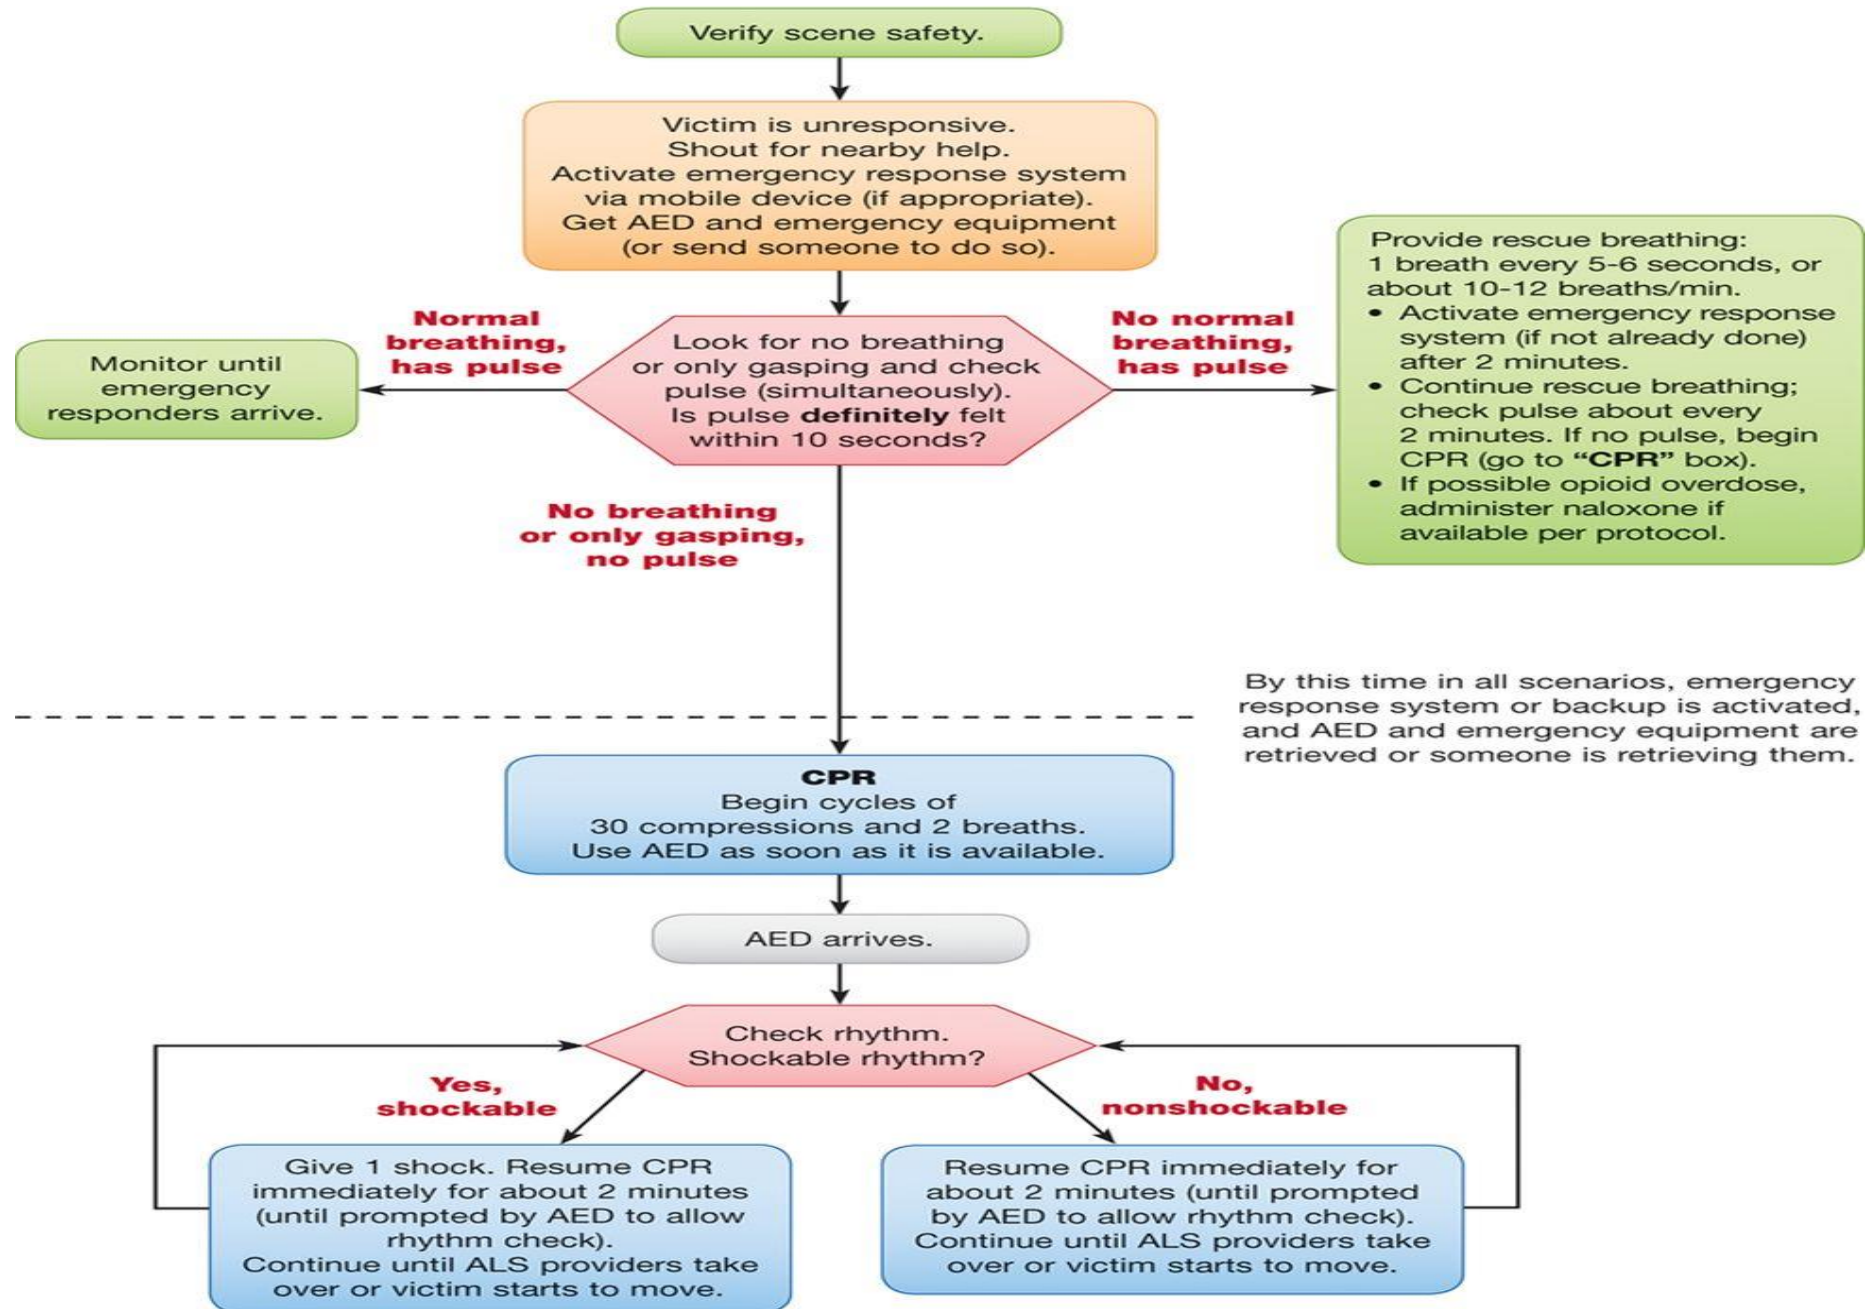 Verify scene safety.
Victim is unresponsive.
Shout for nearby help.
Activate emergency response system
via mobile device (if appropriate).
Get AED and emergency equipment
(or send someone to do so).
Normal
breathing,
has pulse
Look for no breathing
or only gasping and check
pulse (simultaneously).
Is pulse definitely felt
within 10 seconds?
No normal
breathing,
has pulse
Monitor until
emergency
responders arrive.
Provide rescue breathing:
1 breath every 5-6 seconds, or
about 10-12 breaths/min.
• Activate emergency response
system (if not already done)
after 2 minutes.
• Continue rescue breathing;
check pulse about every
2 minutes. If no pulse, begin
CPR (go to “CPR” box).
• If possible opioid overdose,
administer naloxone if
available per protocol.
No breathing
or only gasping,
no pulse
By this time in all scenarios, emergency
response system or backup is activated,
and AED and emergency equipment are
retrieved or someone is retrieving them.
CPR
Begin cycles of
30 compressions and 2 breaths.
Use AED as soon as it is available.
AED arrives.
Check rhythm.
Shockable rhythm?
Yes,
shockable
No,
nonshockable
Give 1 shock. Resume CPR
immediately for about 2 minutes
(until prompted by AED to allow
rhythm check).
Continue until ALS providers take
over or victim starts to move.
Resume CPR immediately for
about 2 minutes (until prompted
by AED to allow rhythm check).
Continue until ALS providers take
over or victim starts to move.